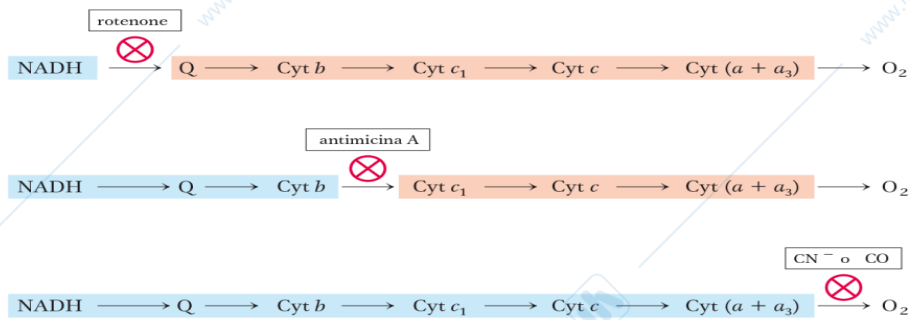 rotenone
NADH → Q → Cyt b → Cyt c₁ → Cyt c → Cyt (a + a₃) → O₂
antimicina A
NADH → Q → Cyt b → Cyt c₁ → Cyt c → Cyt (a + a₃) → O₂
CN⁻ o CO
NADH → Q → Cyt b → Cyt c₁ → Cyt c → Cyt (a + a₃) → O₂